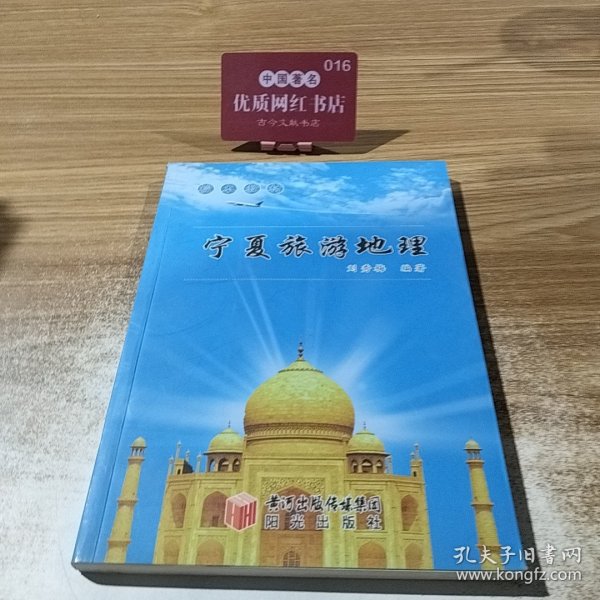 016
中国著名
优质网红书店
古今文献书店
宁夏旅游地理
刘秀梅 编著
黄河出版传媒集团
阳光出版社
孔夫子旧书网
www.kongfz.com